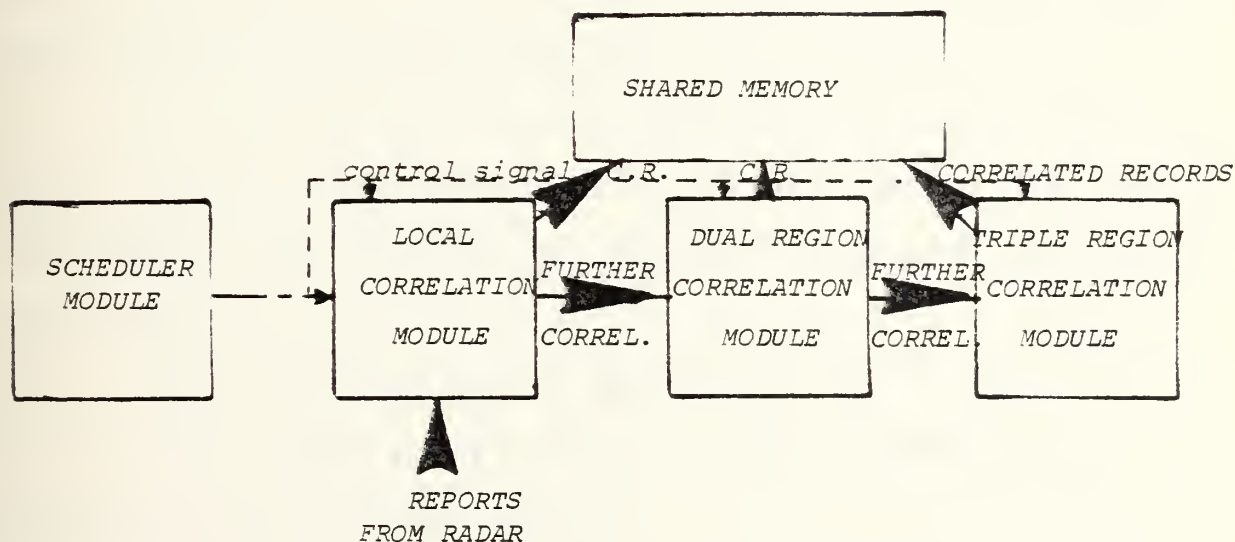 SHARED MEMORY
control signal C.R. C.R. CORRELATED RECORDS
SCHEDULER
MODULE
LOCAL
CORRELATION
MODULE
FURTHER
CORREL.
DUAL REGION
CORRELATION
MODULE
FURTHER
CORREL.
TRIPLE REGION
CORRELATION
MODULE
REPORTS
FROM RADAR